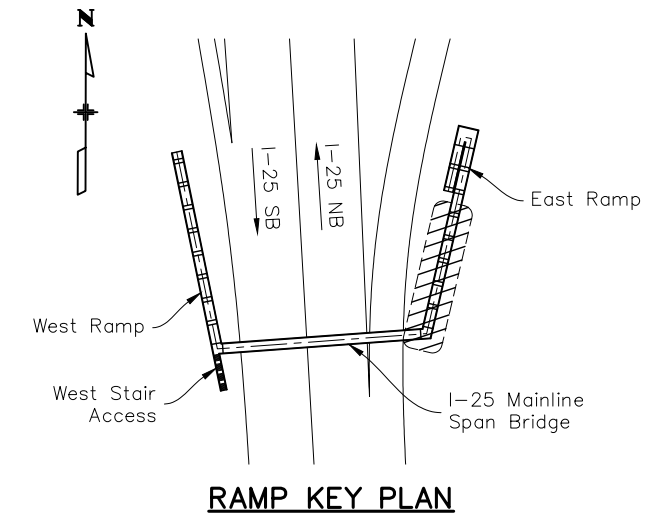 N
I-25 SB
I-25 NB
East Ramp
West Ramp
West Stair
Access
I-25 Mainline
Span Bridge
RAMP KEY PLAN